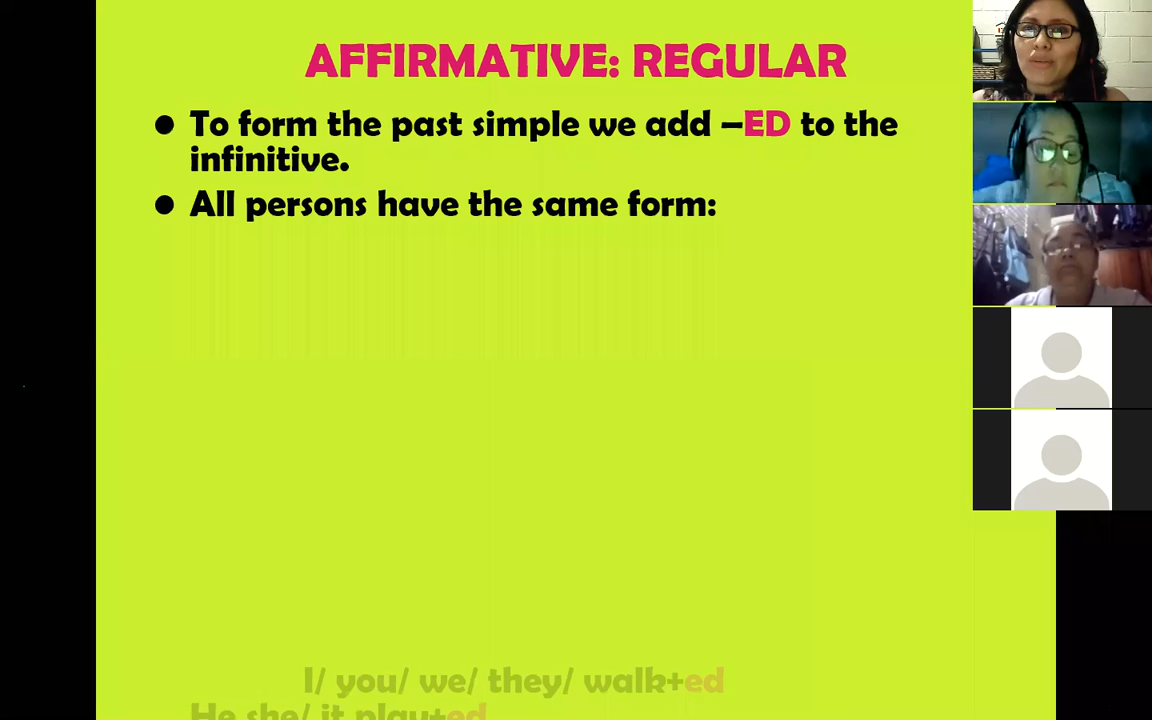 AFFIRMATIVE: REGULAR
● To form the past simple we add –ED to the
infinitive.
● All persons have the same form:
I/ you/ we/ they/ walk+ed
He she/ it play+ed